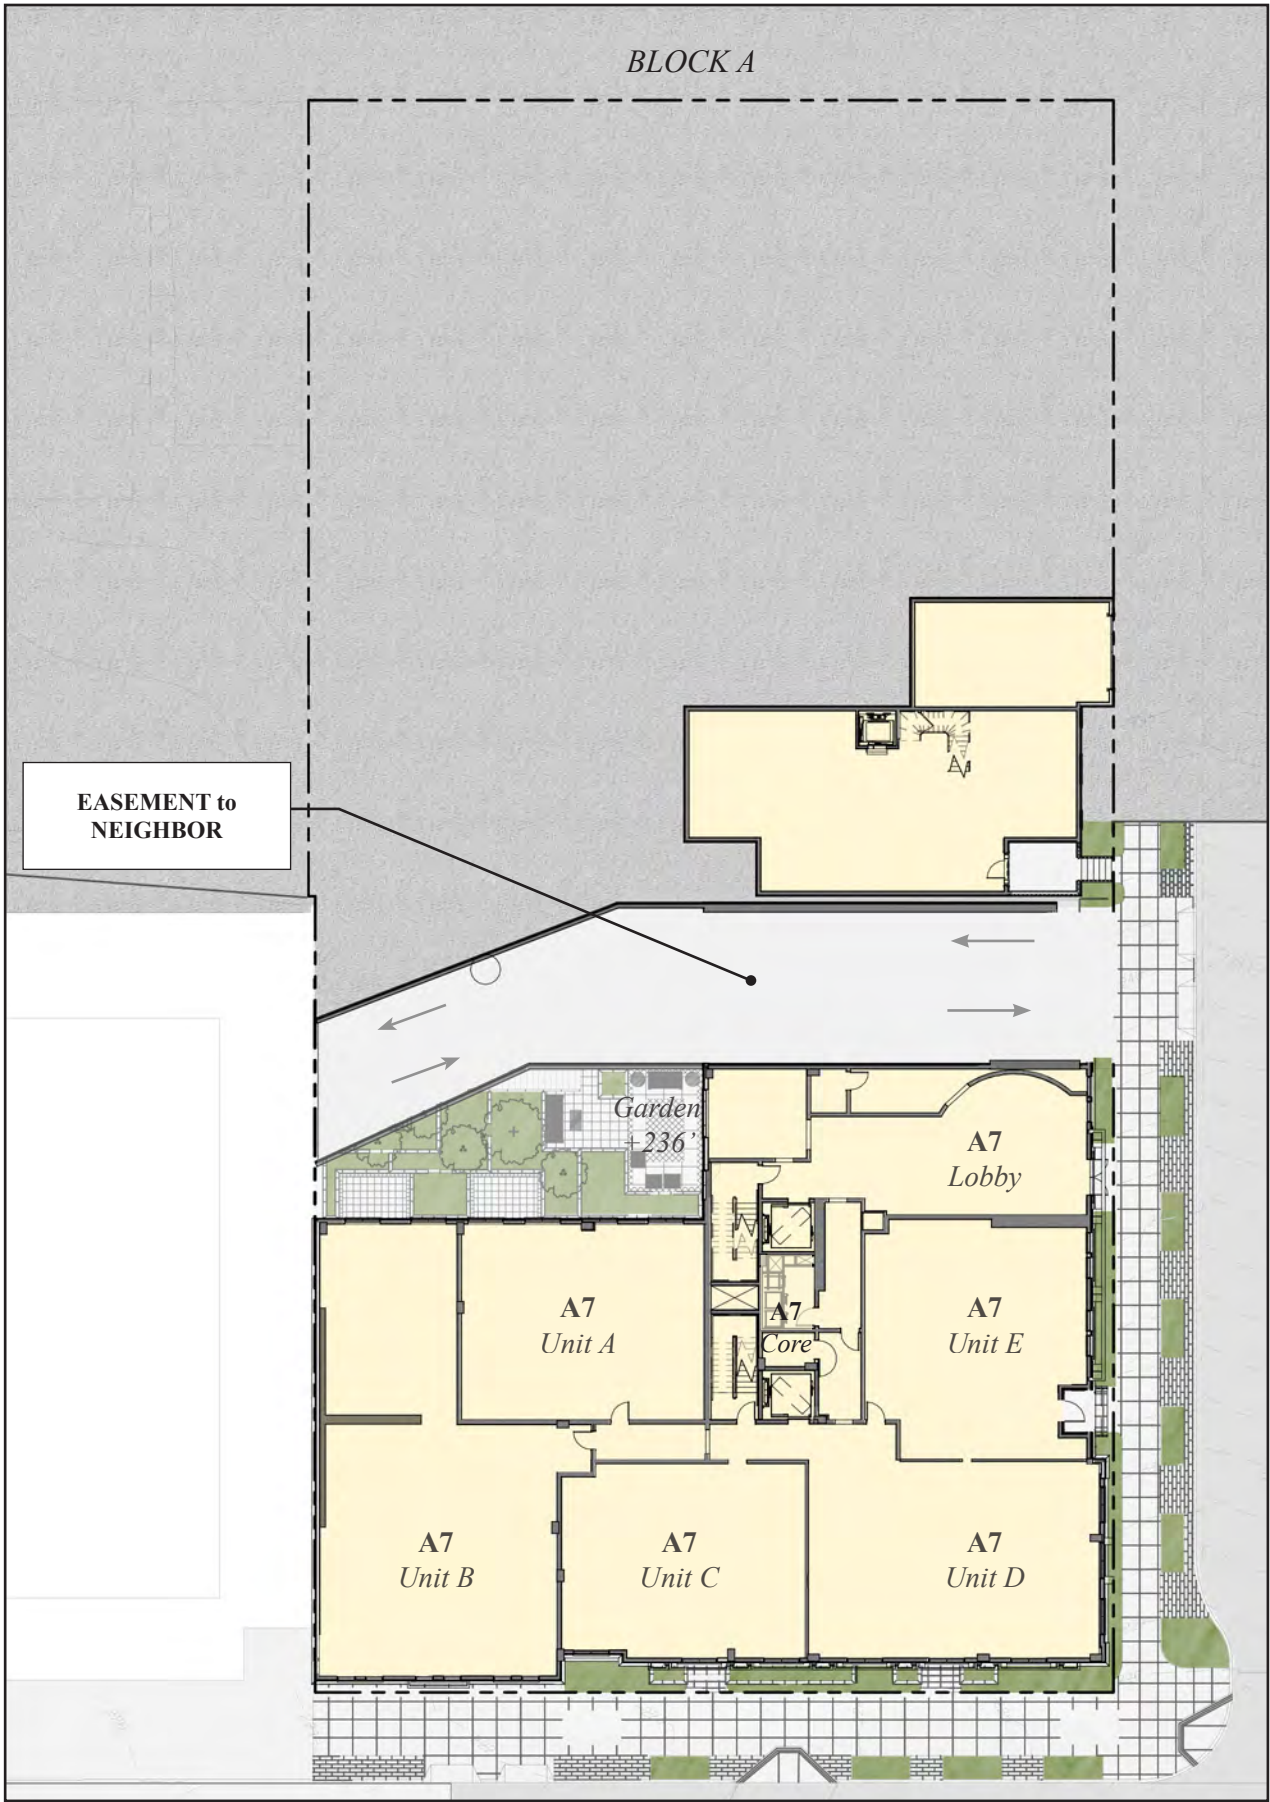 BLOCK A
EASEMENT to
NEIGHBOR
Garden
+236’
A7
Lobby
A7
Unit A
A7
Core
A7
Unit E
A7
Unit B
A7
Unit C
A7
Unit D